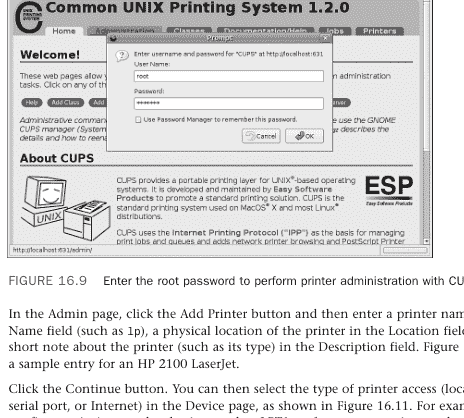 Common UNIX Printing System 1.2.0
Home Administration Classes Documentation/Help Jobs Printers
Prompt
Welcome!
Enter username and password for "CUPS" at http://localhost:631
User Name:
root
These web pages allow y
n administration
tasks. Click on any of th
Password:
*******
Help Add Class Add
rver
Use Password Manager to remember this password.
Administrative comman
e use the GNOME
CUPS manager (System
describes the
details and how to reen
Cancel OK
About CUPS
CUPS provides a portable printing layer for UNIX®-based operating
systems. It is developed and maintained by Easy Software
Products to promote a standard printing solution. CUPS is the
standard printing system used on MacOS® X and most Linux®
distributions.
ESP
Easy Software Products
UNIX
CUPS uses the Internet Printing Protocol ("IPP") as the basis for managing
print jobs and queues and adds network printer browsing and PostScript Printer
http://localhost:631/admin/
FIGURE 16.9 Enter the root password to perform printer administration with CU
In the Admin page, click the Add Printer button and then enter a printer nam
Name field (such as lp), a physical location of the printer in the Location field
short note about the printer (such as its type) in the Description field. Figure
a sample entry for an HP 2100 LaserJet.
Click the Continue button. You can then select the type of printer access (loca
serial port, or Internet) in the Device page, as shown in Figure 16.11. For exam